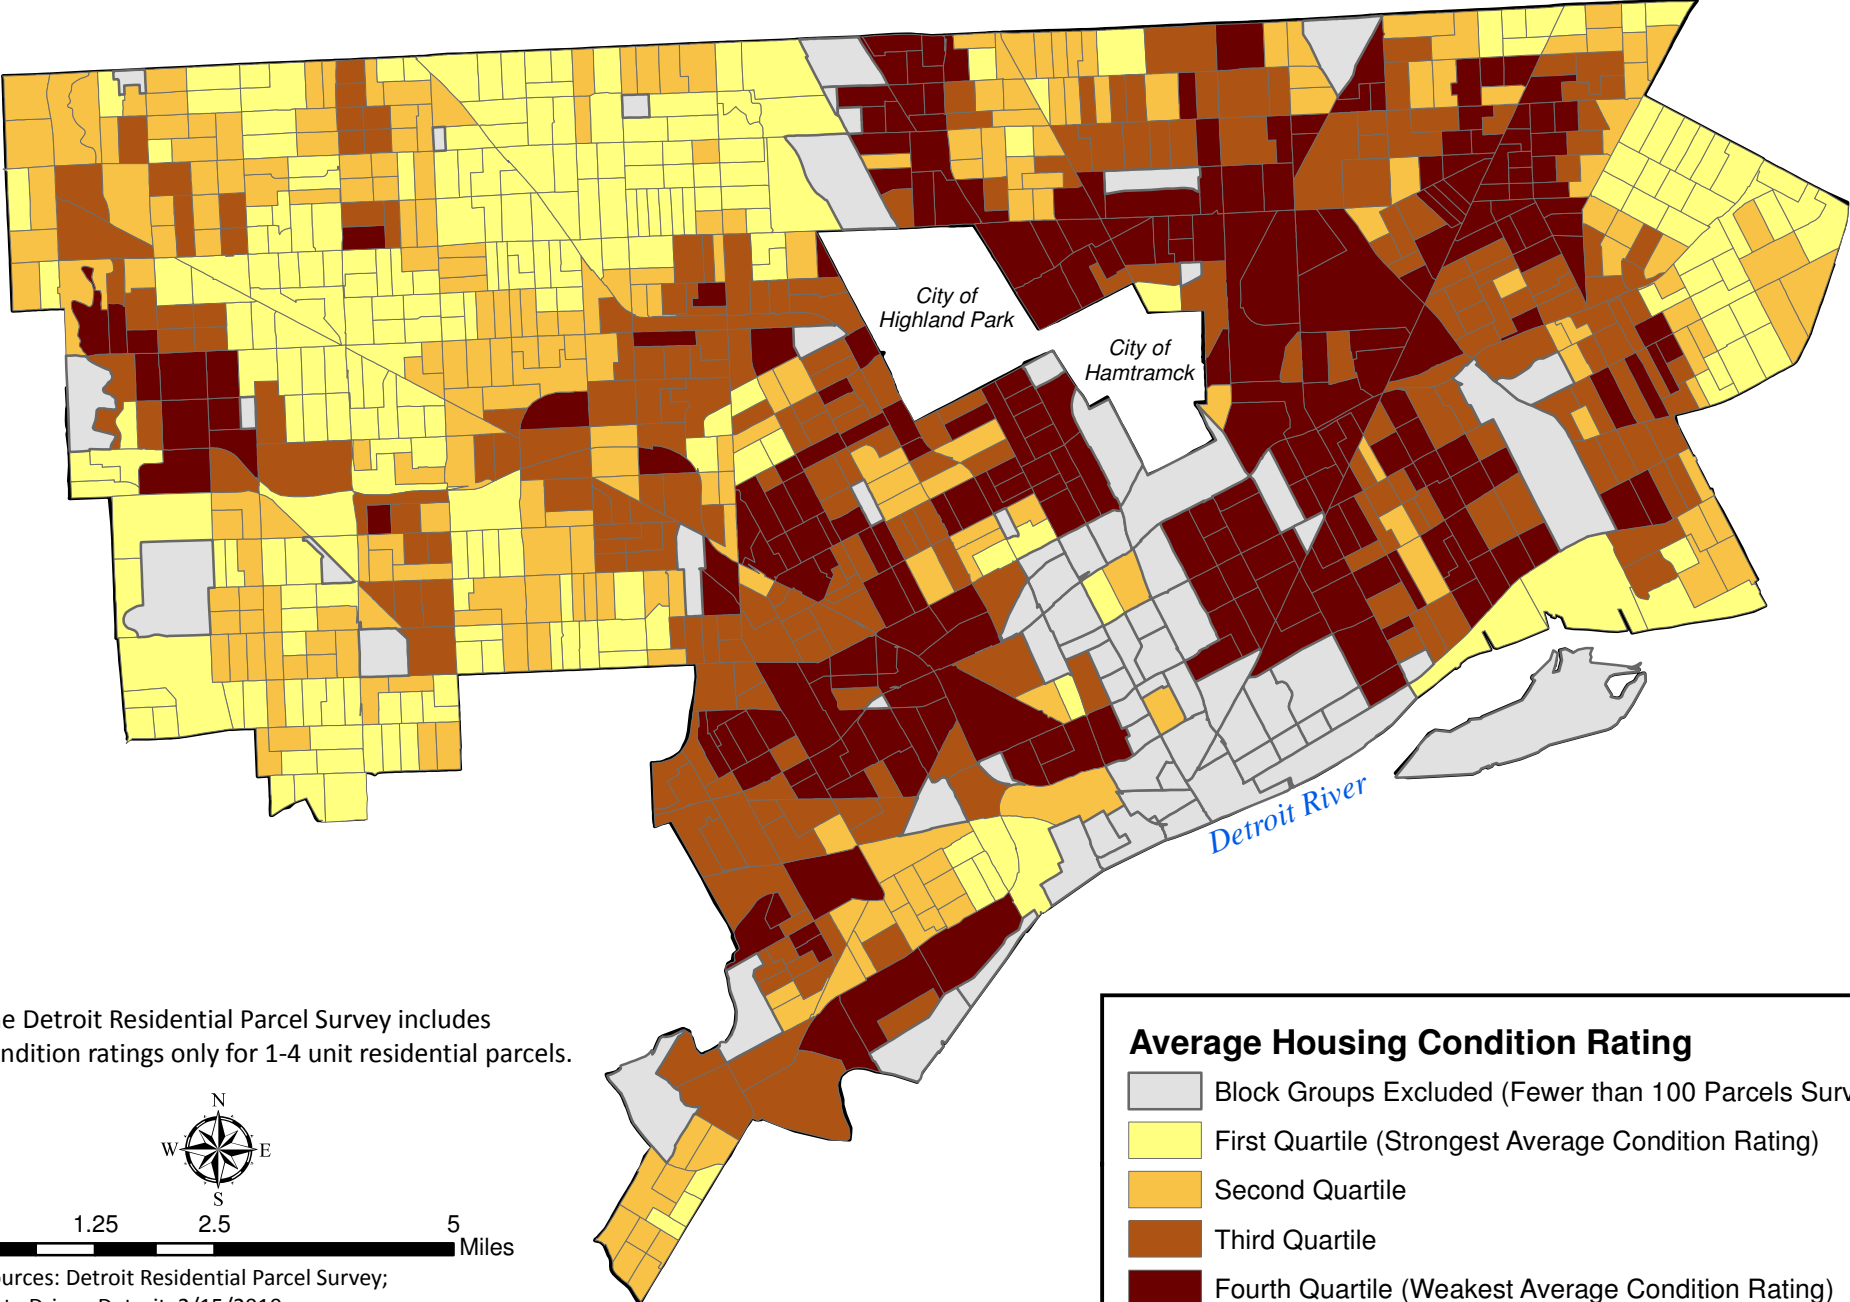 City of
Highland Park
City of
Hamtramck
Detroit River
e Detroit Residential Parcel Survey includes
ndition ratings only for 1-4 unit residential parcels.
N
W E
S
1.25 2.5 5
Miles
urces: Detroit Residential Parcel Survey;
Average Housing Condition Rating
Block Groups Excluded (Fewer than 100 Parcels Surv
First Quartile (Strongest Average Condition Rating)
Second Quartile
Third Quartile
Fourth Quartile (Weakest Average Condition Rating)